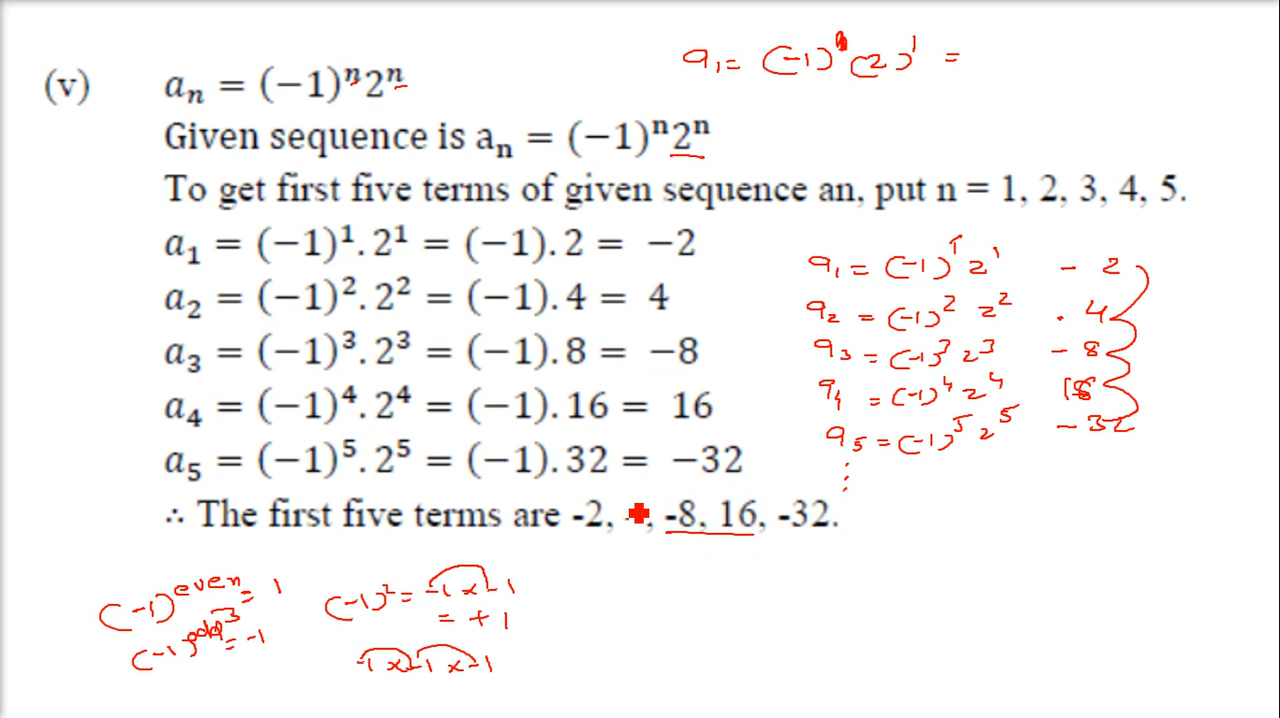 a₁ = (-1)¹ (2)¹ =
(v) aₙ = (−1)ⁿ2ⁿ
Given sequence is aₙ = (−1)ⁿ2ⁿ
To get first five terms of given sequence an, put n = 1, 2, 3, 4, 5.
a₁ = (−1)¹. 2¹ = (−1). 2 = −2
a₂ = (−1)². 2² = (−1). 4 = 4
a₃ = (−1)³. 2³ = (−1). 8 = −8
a₄ = (−1)⁴. 2⁴ = (−1). 16 = 16
a₅ = (−1)⁵. 2⁵ = (−1). 32 = −32
a₁ = (-1)¹ 2¹ - 2
a₂ = (-1)² 2² . 4
a₃ = (-1)³ 2³ - 8
a₄ = (-1)⁴ 2⁴ 16
a₅ = (-1)⁵ 2⁵ - 32
⋮
∴ The first five terms are -2, , -8, 16, -32.
(-1)^even = 1
(-1)^odd = -1
(-1)² = -1 x -1
= + 1
-1 x -1 x -1